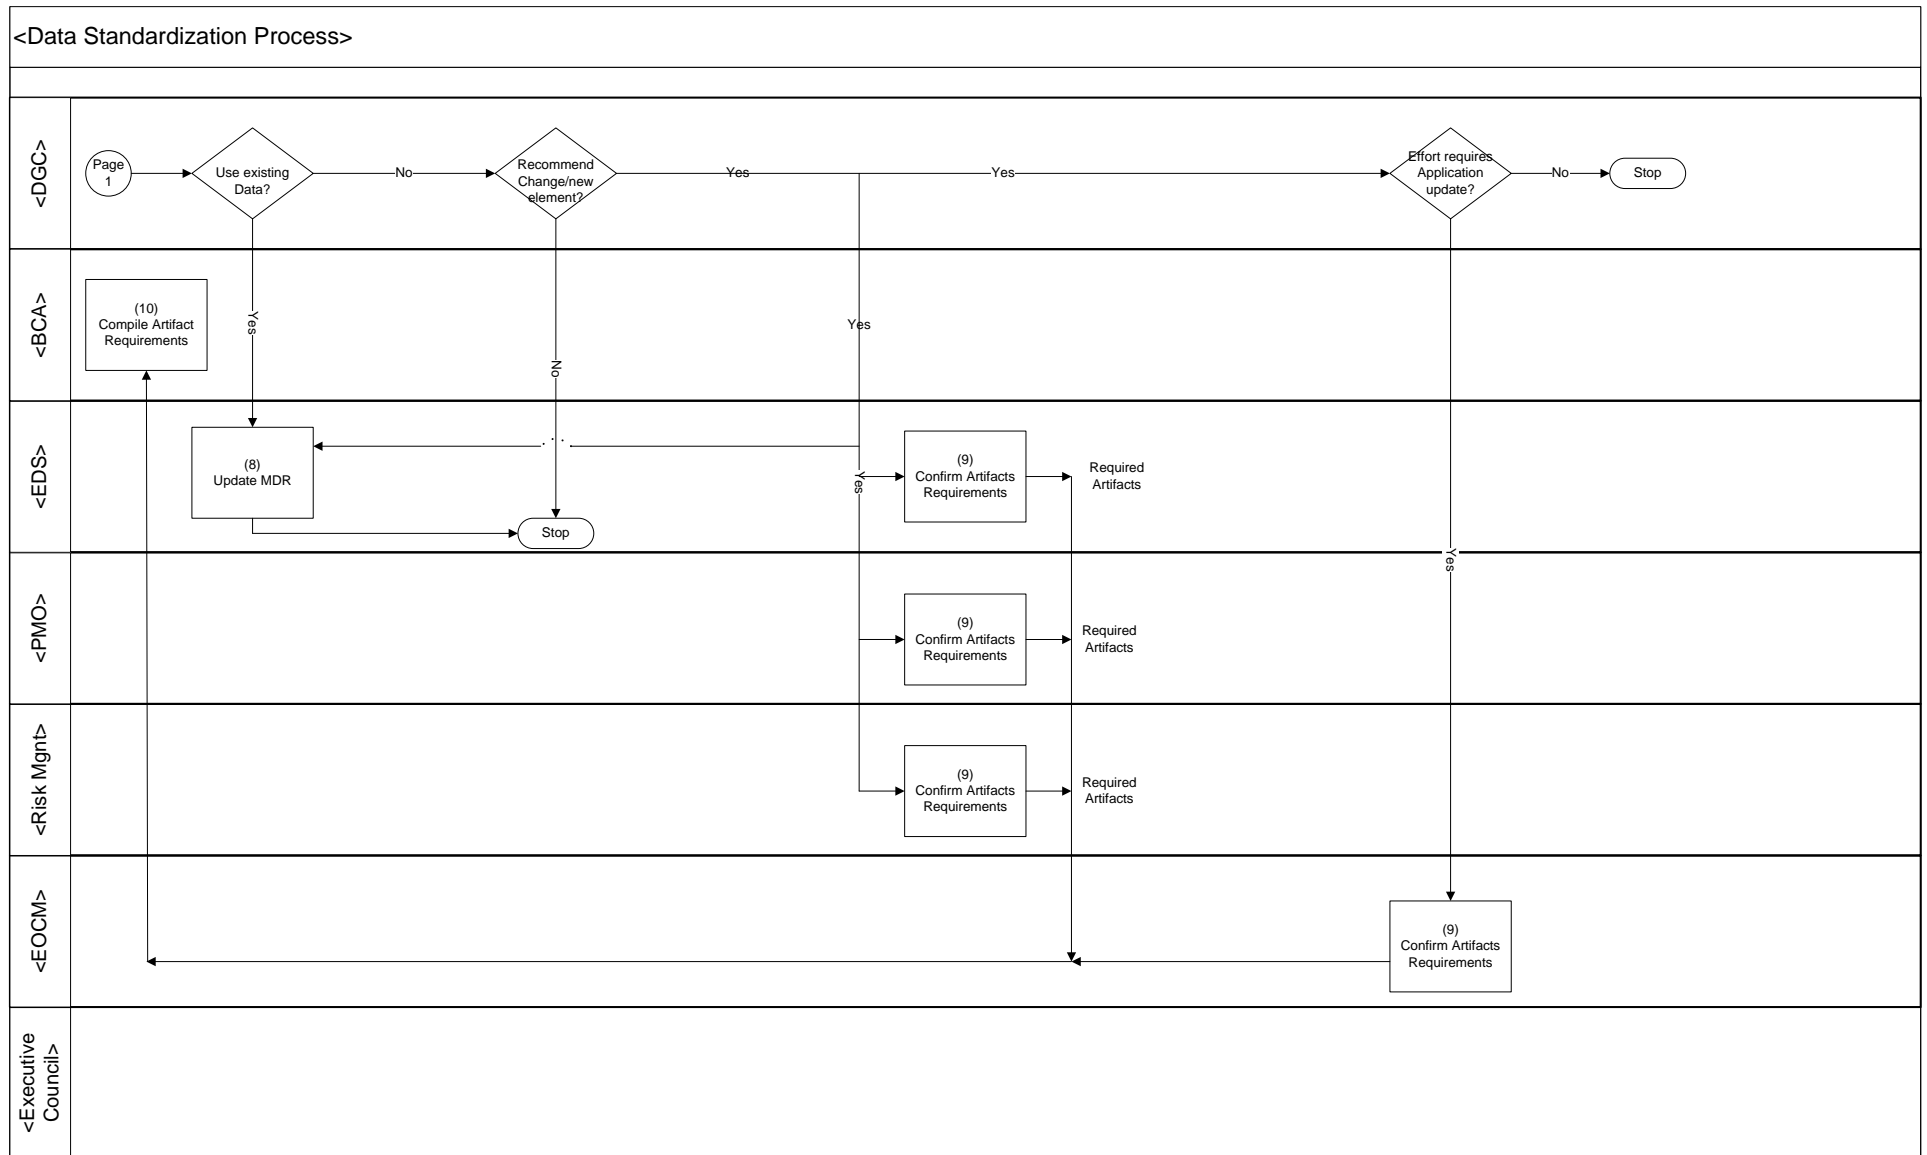 <Data Standardization Process>
<DGC>
Page
1
Use existing
Data?
No
Recommend
Change/new
element?
Yes
Yes
Effort requires
Application
update?
No
Stop
<BCA>
(10)
Compile Artifact
Requirements
Yes
No
Yes
<EDS>
(8)
Update MDR
Stop
Yes
(9)
Confirm Artifacts
Requirements
Required
Artifacts
Yes
<PMO>
(9)
Confirm Artifacts
Requirements
Required
Artifacts
<Risk Mgnt>
(9)
Confirm Artifacts
Requirements
Required
Artifacts
<EOCM>
(9)
Confirm Artifacts
Requirements
<Executive
Council>